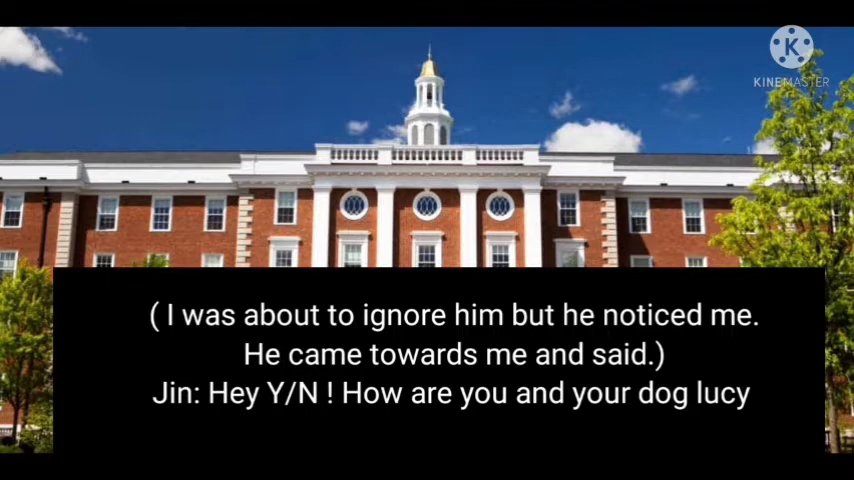 KINEMASTER
( I was about to ignore him but he noticed me.
He came towards me and said.)
Jin: Hey Y/N ! How are you and your dog lucy